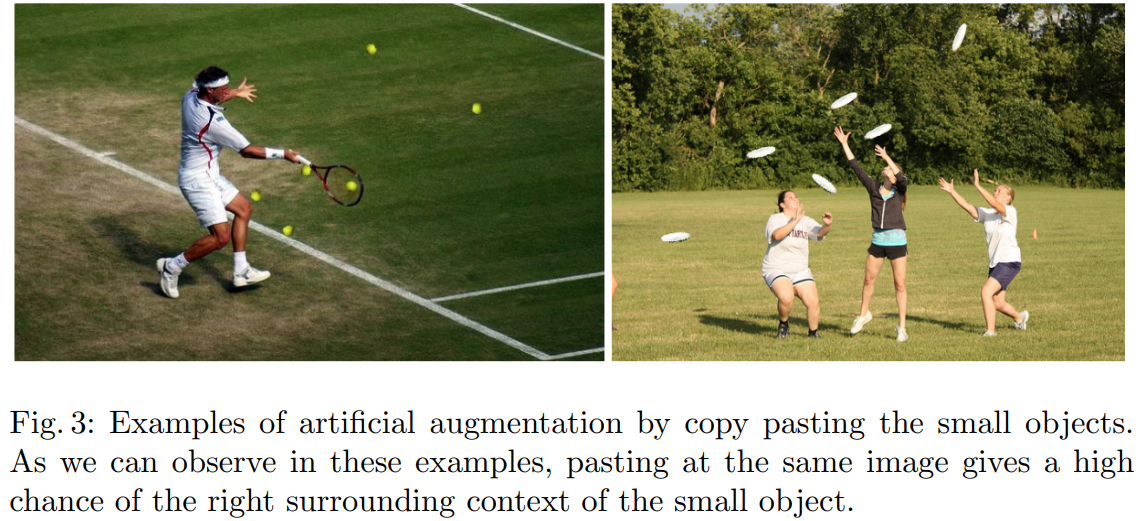 Fig. 3: Examples of artificial augmentation by copy pasting the small objects.
As we can observe in these examples, pasting at the same image gives a high
chance of the right surrounding context of the small object.